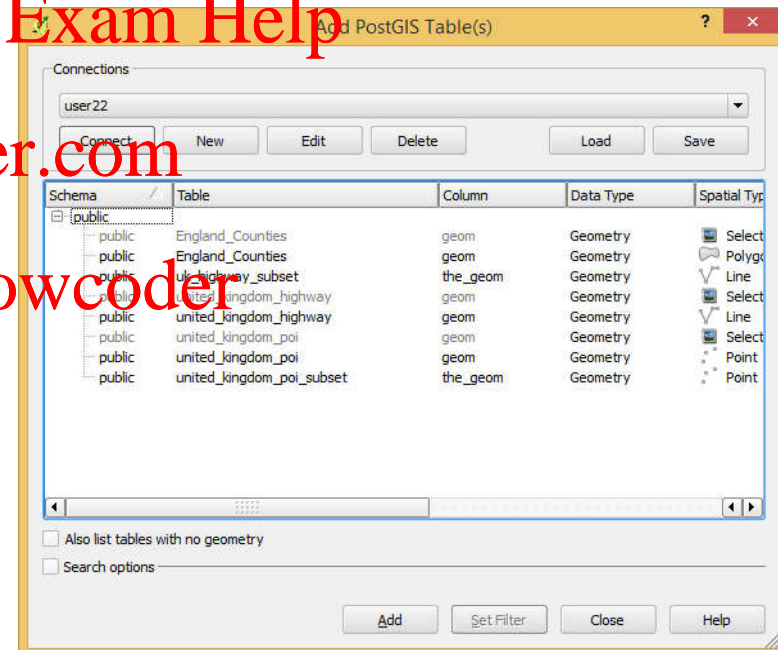 Exam Help
Add PostGIS Table(s)
?
×
Connections
user22
Connect
New
Edit
Delete
Load
Save
er.com
Schema
Table
Column
Data Type
Spatial Typ
public
public England_Counties geom Geometry Select
public England_Counties geom Geometry Polygo
public uk_highway_subset the_geom Geometry Line
public united_kingdom_highway geom Geometry Select
owcoder
public united_kingdom_highway geom Geometry Line
public united_kingdom_poi geom Geometry Select
public united_kingdom_poi geom Geometry Point
public united_kingdom_poi_subset the_geom Geometry Point
Also list tables with no geometry
Search options
Add
Set Filter
Close
Help